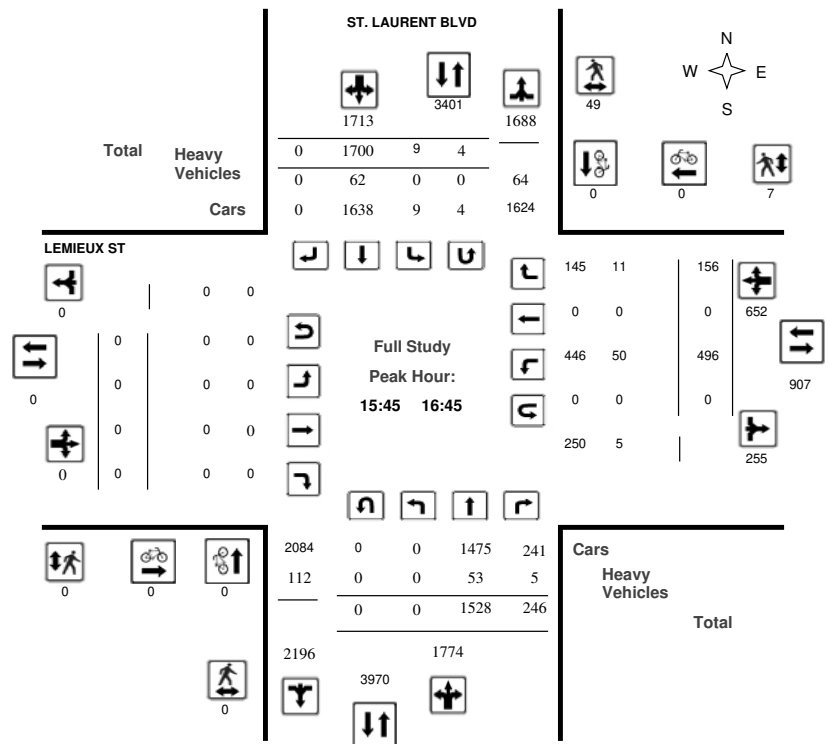 ST. LAURENT BLVD
N
W E
S
3401
49
1713 1688
Total Heavy Vehicles 0 1700 9 4
0 62 0 0 64
Cars 0 1638 9 4 1624
0 0 7
LEMIEUX ST
0 0 0
145 11 156
652
0 0 0
0 0 0
0 0 0
446 50 496
0
907
0 0 0
0 0 0
0 0 0
250 5 255
Full Study
Peak Hour:
15:45 16:45
0 0 0 0
2084 0 0 1475 241
Cars
112 0 0 53 5
Heavy
Vehicles
0 0 1528 246
Total
0 0 0
2196 1774
3970
0